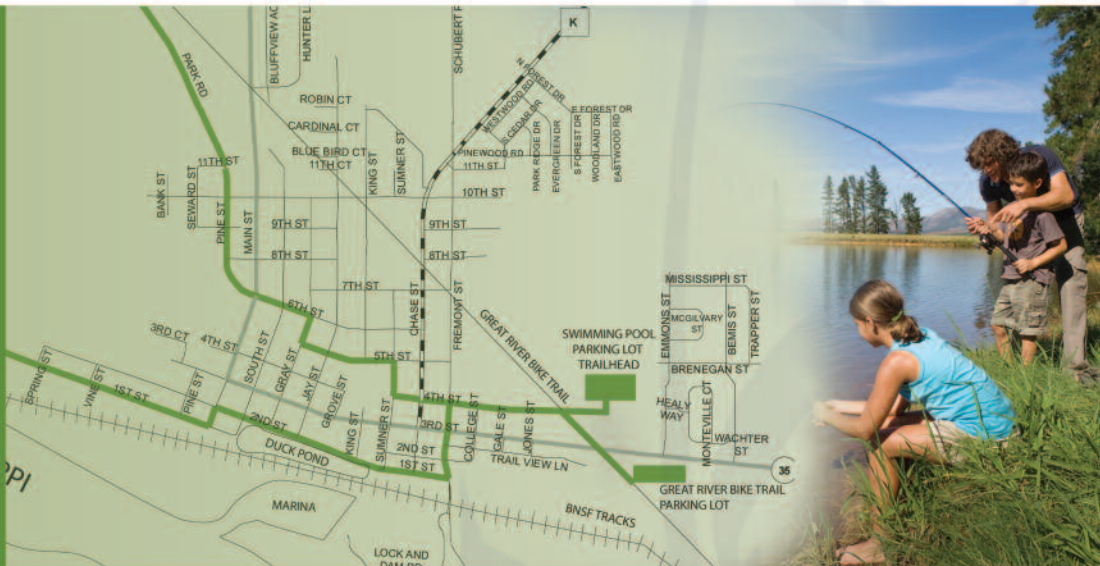 BLUFFVIEW AC
HUNTER L
SCHUBERT
K
PARK RD
N FOREST DR
WESTWOOD RD
S CEDAR DR
E FOREST DR
ROBIN CT
CARDINAL CT
BLUE BIRD CT
11TH CT
KING ST
SUMNER ST
PINEWOOD RD
11TH ST
PARK RIDGE DR
EVERGREEN DR
S FOREST DR
WOODLAND DR
EASTWOOD RD
11TH ST
BANK ST
SEWARD ST
PINE ST
MAIN ST
10TH ST
9TH ST
9TH ST
8TH ST
8TH ST
7TH ST
CHASE ST
FREMONT ST
6TH ST
GREAT RIVER BIKE TRAIL
MISSISSIPPI ST
EMMONS ST
MCGILVARY
ST
BEMIS ST
TRAPPER ST
BRENEGAN ST
SWIMMING POOL
PARKING LOT
TRAILHEAD
3RD CT
4TH ST
SOUTH ST
GRAY ST
JAY ST
GROVE ST
5TH ST
4TH ST
3RD ST
SPRING ST
VINE ST
1ST ST
PINE ST
2ND ST
DUCK POND
KING ST
SUMNER ST
2ND ST
1ST ST
COLLEGE ST
GALE ST
JONES ST
TRAIL VIEW LN
HEALY
WAY
MONTEVILLE CT
WACHTER
ST
35
GREAT RIVER BIKE TRAIL
PARKING LOT
PPI
MARINA
BNSF TRACKS
LOCK AND
DAM RD